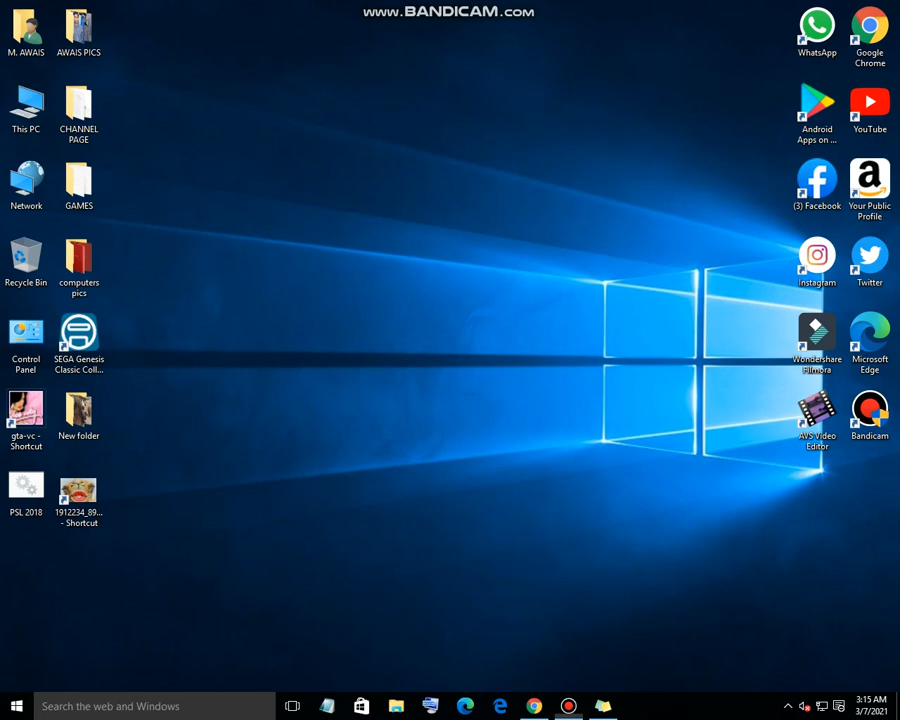 www.BANDICAM.com
M. AWAIS
AWAIS PICS
This PC
CHANNEL
PAGE
Network
GAMES
Recycle Bin
computers
pics
Control
Panel
SEGA Genesis
Classic Coll...
gta-vc -
Shortcut
New folder
PSL 2018
1912234_89...
- Shortcut
WhatsApp
Google
Chrome
Android
Apps on ...
YouTube
(3) Facebook
a
Your Public
Profile
Instagram
Twitter
Wondershare
Filmora
Microsoft
Edge
AVS Video
Editor
Bandicam
Search the web and Windows
3:15 AM
3/7/2021